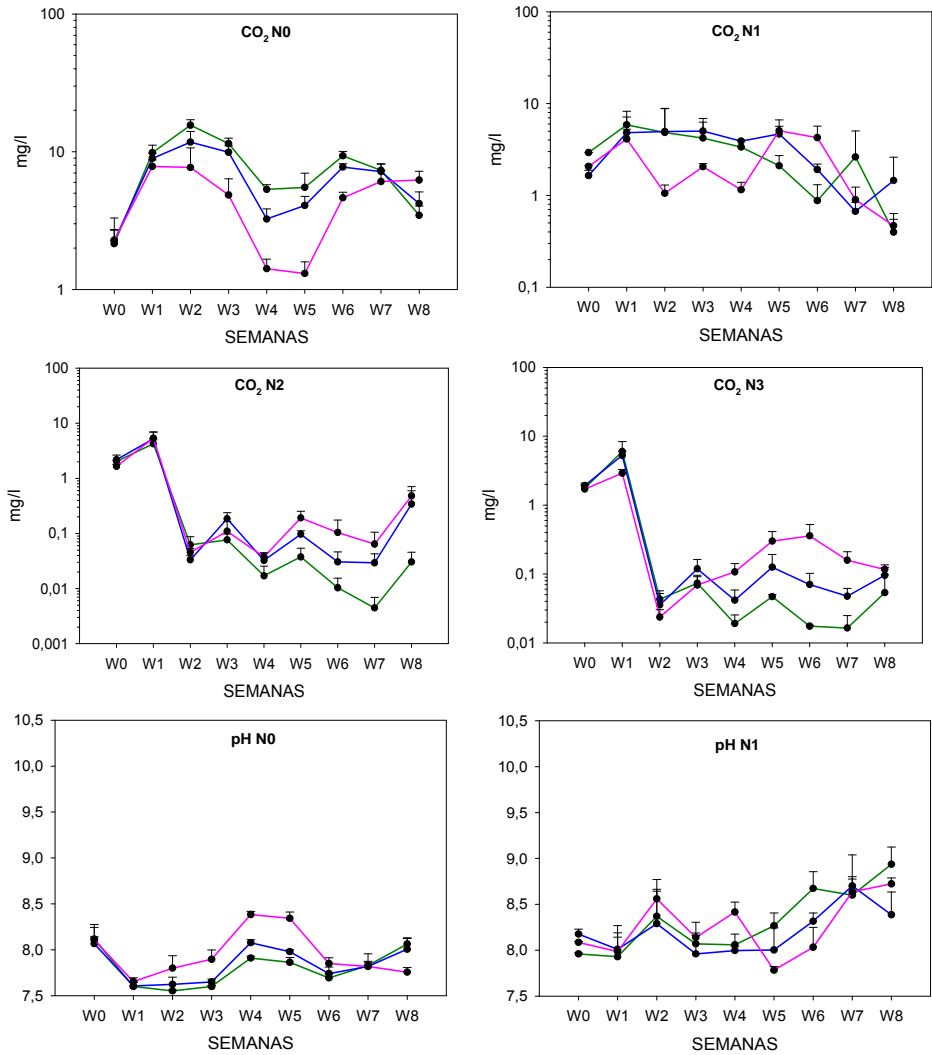 CO2 N0
mg/l
100
10
1
W0 W1 W2 W3 W4 W5 W6 W7 W8
SEMANAS
CO2 N1
mg/l
100
10
1
0,1
W0 W1 W2 W3 W4 W5 W6 W7 W8
SEMANAS
CO2 N2
mg/l
100
10
1
0,1
0,01
0,001
W0 W1 W2 W3 W4 W5 W6 W7 W8
SEMANAS
CO2 N3
mg/l
100
10
1
0,1
0,01
W0 W1 W2 W3 W4 W5 W6 W7 W8
SEMANAS
pH N0
10,5
10,0
9,5
9,0
8,5
8,0
7,5
W0 W1 W2 W3 W4 W5 W6 W7 W8
SEMANAS
pH N1
10,5
10,0
9,5
9,0
8,5
8,0
7,5
W0 W1 W2 W3 W4 W5 W6 W7 W8
SEMANAS